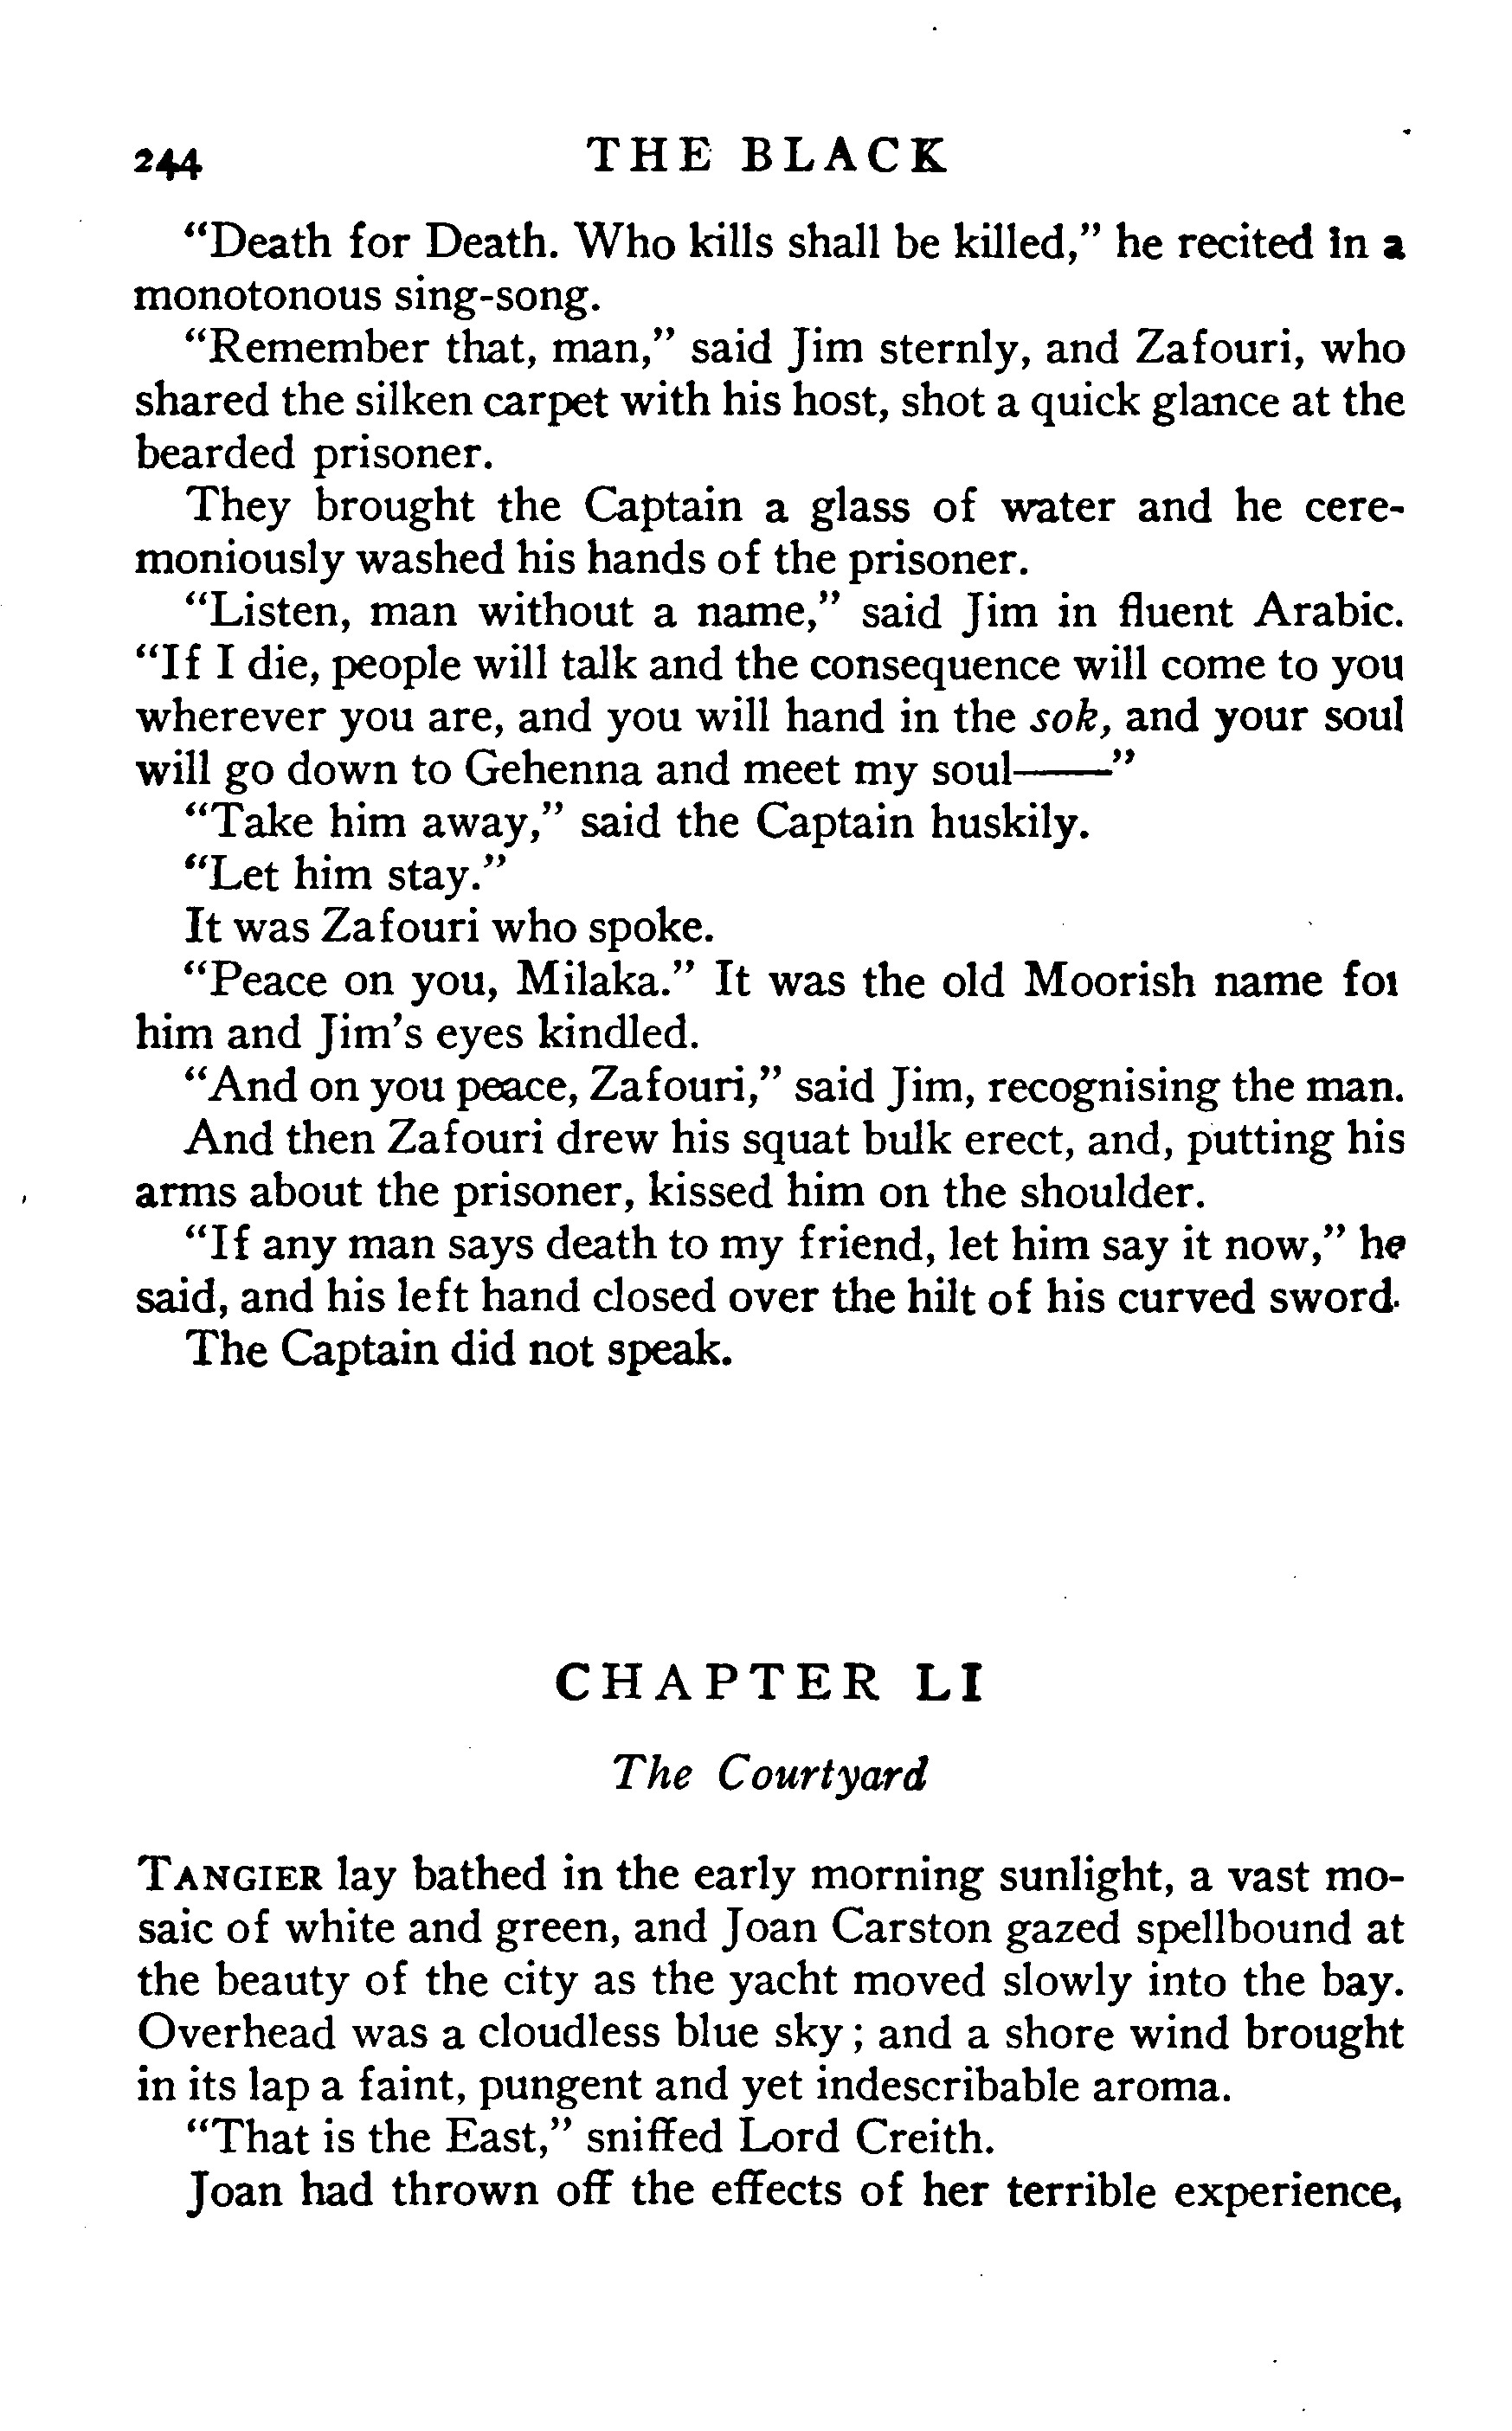 244 THE BLACK
“Death for Death. Who kills shall be killed,” he recited in a
monotonous sing-song.
“Remember that, man,” said Jim sternly, and Zafouri, who
shared the silken carpet with his host, shot a quick glance at the
bearded prisoner.
They brought the Captain a glass of water and he cere-
moniously washed his hands of the prisoner.
“Listen, man without a name,” said Jim in fluent Arabic.
“If I die, people will talk and the consequence will come to you
wherever you are, and you will hand in the sok, and your soul
will go down to Gehenna and meet my soul——”
“Take him away,” said the Captain huskily.
“Let him stay.”
It was Zafouri who spoke.
“Peace on you, Milaka.” It was the old Moorish name for
him and Jim's eyes kindled.
“And on you peace, Zafouri,” said Jim, recognising the man.
And then Zafouri drew his squat bulk erect, and, putting his
arms about the prisoner, kissed him on the shoulder.
“If any man says death to my friend, let him say it now,” he
said, and his left hand closed over the hilt of his curved sword.
The Captain did not speak.
CHAPTER LI
The Courtyard
TANGIER lay bathed in the early morning sunlight, a vast mo-
saic of white and green, and Joan Carston gazed spellbound at
the beauty of the city as the yacht moved slowly into the bay.
Overhead was a cloudless blue sky; and a shore wind brought
in its lap a faint, pungent and yet indescribable aroma.
“That is the East,” sniffed Lord Creith.
Joan had thrown off the effects of her terrible experience,